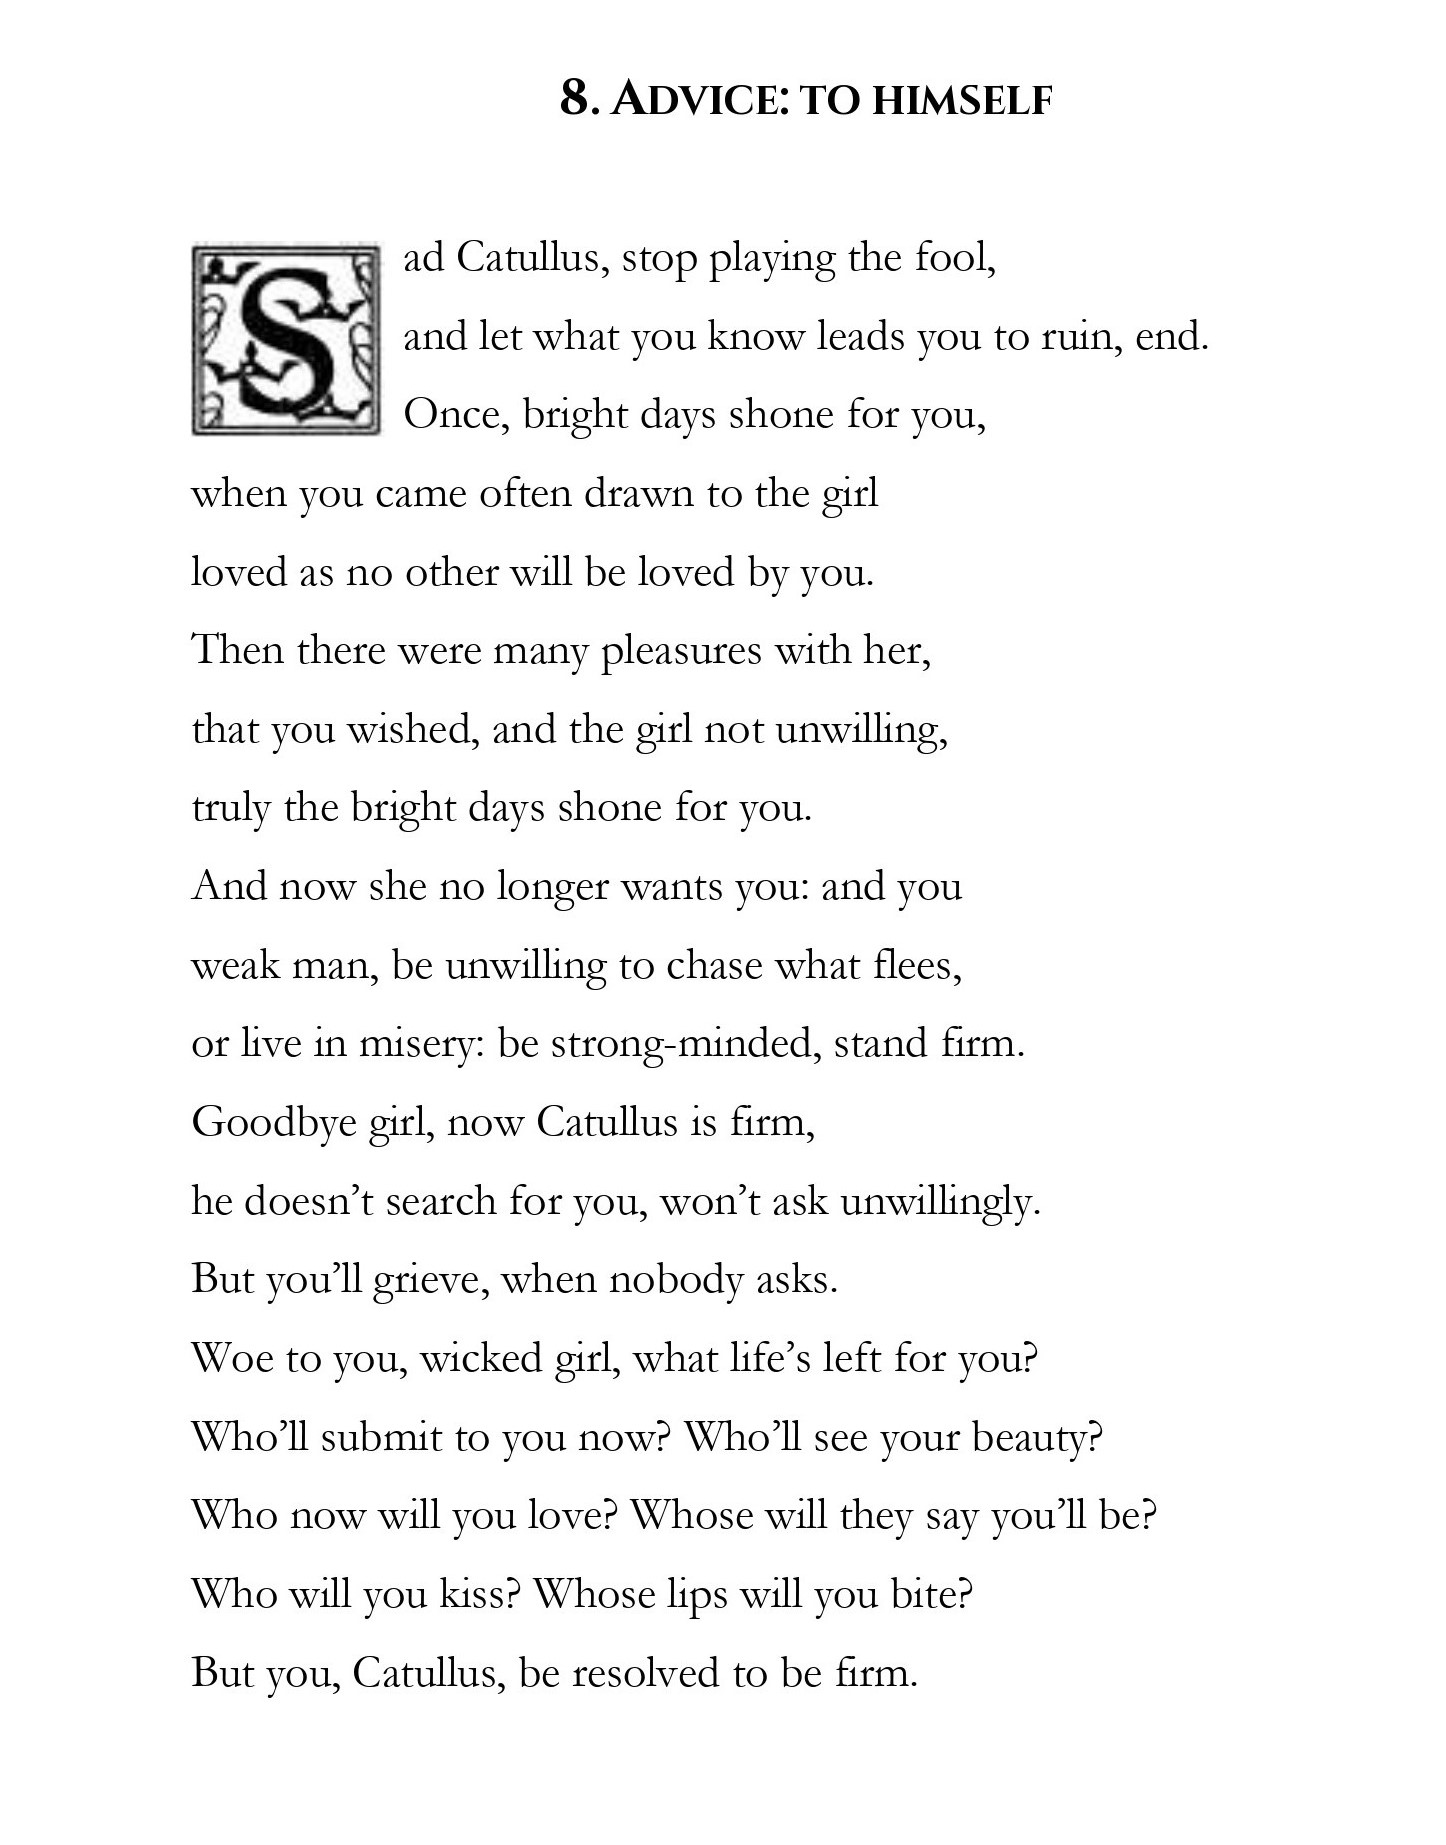 8. ADVICE: TO HIMSELF
Sad Catullus, stop playing the fool,
and let what you know leads you to ruin, end.
Once, bright days shone for you,
when you came often drawn to the girl
loved as no other will be loved by you.
Then there were many pleasures with her,
that you wished, and the girl not unwilling,
truly the bright days shone for you.
And now she no longer wants you: and you
weak man, be unwilling to chase what flees,
or live in misery: be strong-minded, stand firm.
Goodbye girl, now Catullus is firm,
he doesn’t search for you, won’t ask unwillingly.
But you’ll grieve, when nobody asks.
Woe to you, wicked girl, what life’s left for you?
Who’ll submit to you now? Who’ll see your beauty?
Who now will you love? Whose will they say you’ll be?
Who will you kiss? Whose lips will you bite?
But you, Catullus, be resolved to be firm.